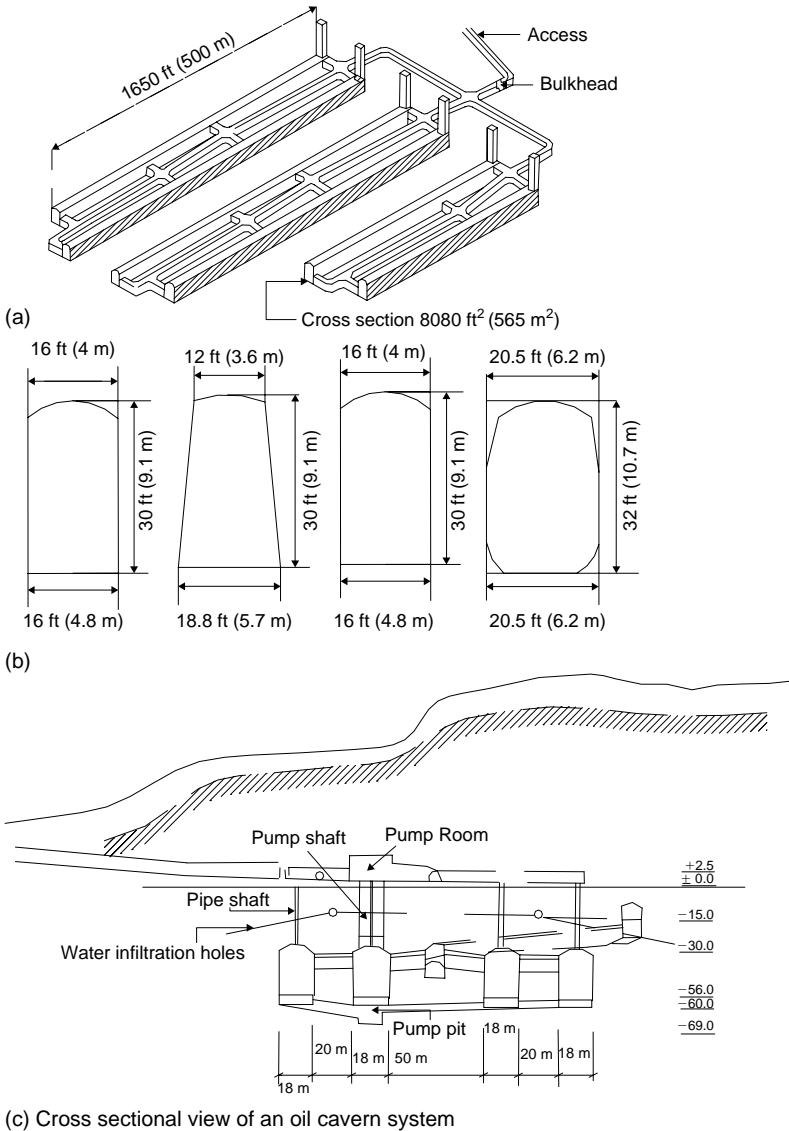 Access
1650 ft (500 m)
Bulkhead
Cross section 8080 ft² (565 m²)
(a)
16 ft (4 m)
12 ft (3.6 m)
16 ft (4 m)
20.5 ft (6.2 m)
30 ft (9.1 m)
30 ft (9.1 m)
30 ft (9.1 m)
32 ft (10.7 m)
16 ft (4.8 m)
18.8 ft (5.7 m)
16 ft (4.8 m)
20.5 ft (6.2 m)
(b)
Pump shaft
Pump Room
+2.5
± 0.0
Pipe shaft
−15.0
Water infiltration holes
−30.0
−56.0
−60.0
Pump pit
−69.0
18 m
20 m
18 m
50 m
18 m
20 m
18 m
(c) Cross sectional view of an oil cavern system